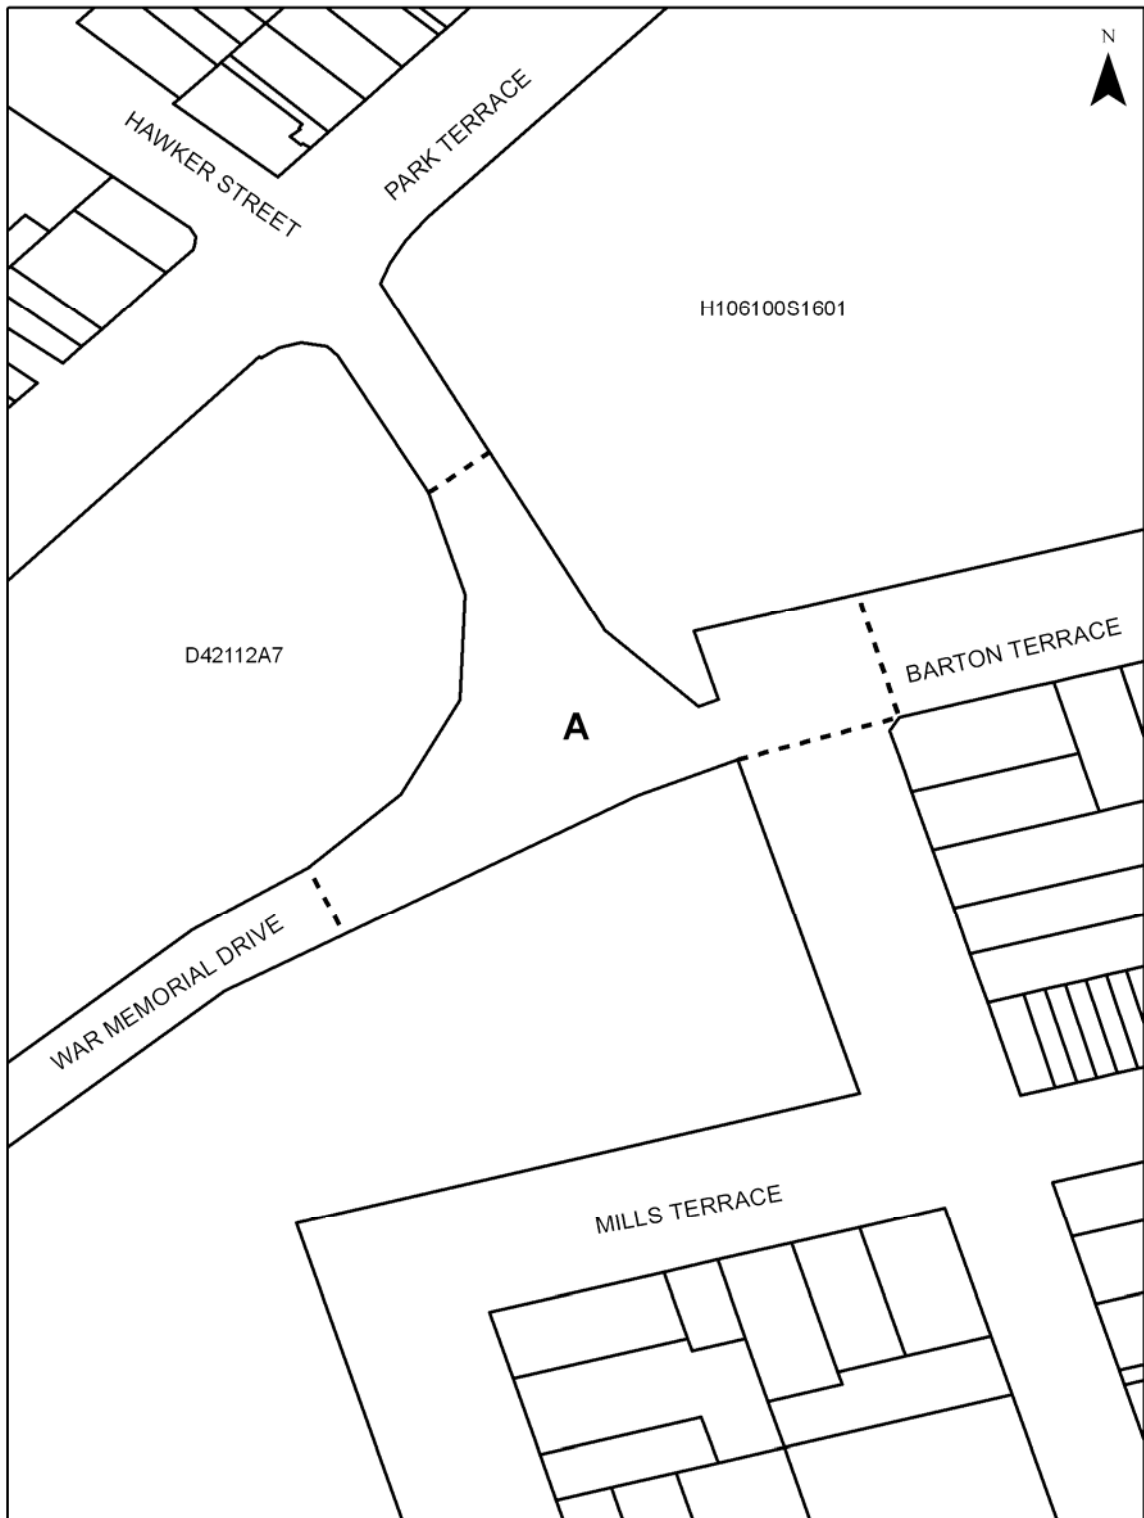 N
PARK TERRACE
HAWKER STREET
H106100S1601
BARTON TERRACE
D42112A7
A
WAR MEMORIAL DRIVE
MILLS TERRACE